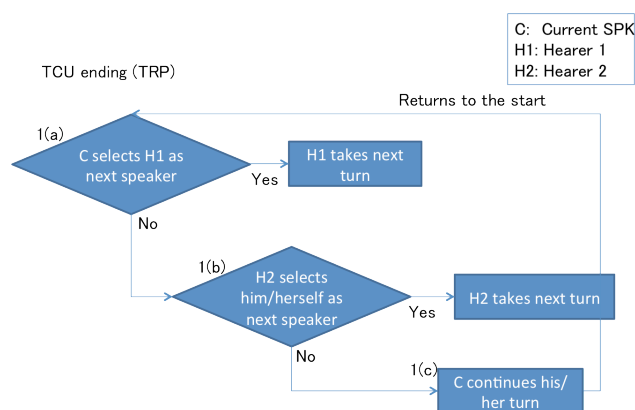 C: Current SPK
H1: Hearer 1
H2: Hearer 2
TCU ending (TRP)
Returns to the start
1(a)
C selects H1 as
next speaker
Yes
H1 takes next
turn
No
1(b)
H2 selects
him/herself as
next speaker
Yes
H2 takes next turn
No
1(c)
C continues his/
her turn